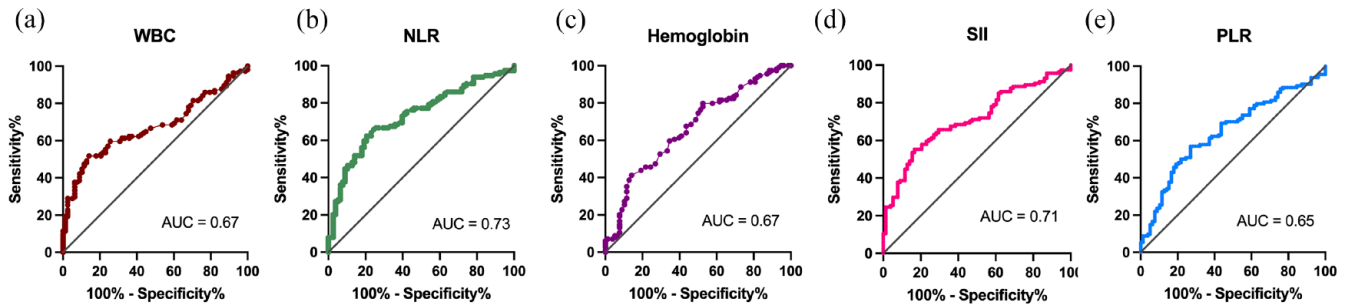 (a) (b) (c) (d) (e)
WBC NLR Hemoglobin SII PLR
100 100 100 100 100
80 80 80 80 80
60 60 60 60 60
40 40 40 40 40
20 20 20 20 20
0 0 0 0 0
Sensitivity% Sensitivity% Sensitivity% Sensitivity% Sensitivity%
AUC = 0.67 AUC = 0.73 AUC = 0.67 AUC = 0.71 AUC = 0.65
0 20 40 60 80 100 0 20 40 60 80 100 0 20 40 60 80 100 0 20 40 60 80 100 0 20 40 60 80 100
100% - Specificity% 100% - Specificity% 100% - Specificity% 100% - Specificity% 100% - Specificity%